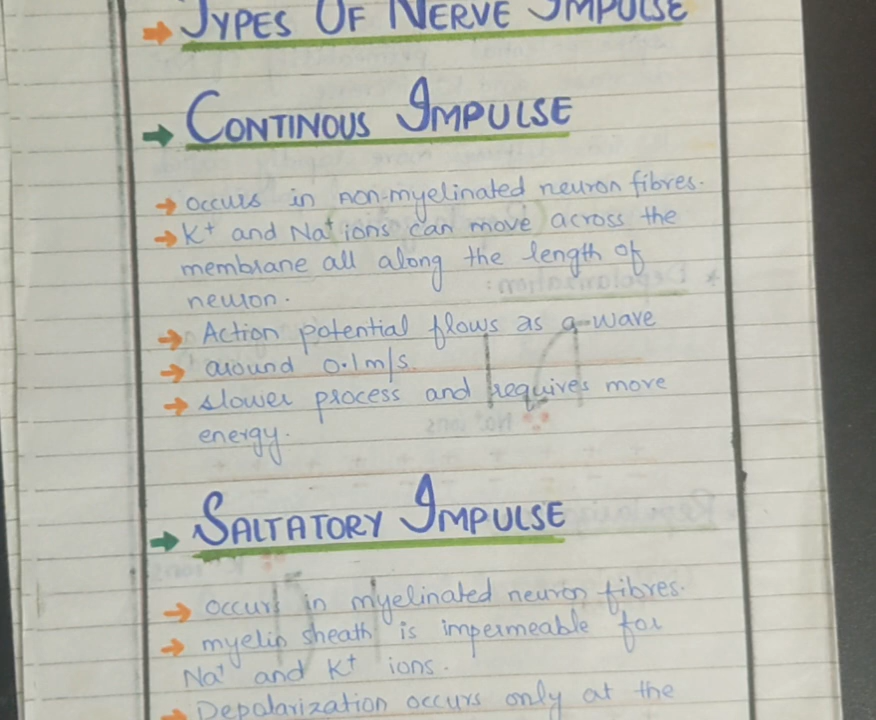 TYPES OF NERVE IMPULSE
CONTINOUS IMPULSE
occurs in non-myelinated neuron fibres.
K+ and Na+ ions can move across the
membrane all along the length of
neuron.
Action potential flows as a wave
around 0.1m/s.
slower process and requires more
energy.
SALTATORY IMPULSE
occurs in myelinated neuron fibres.
myelin sheath is impermeable for
Na+ and K+ ions.
Depolarization occurs only at the